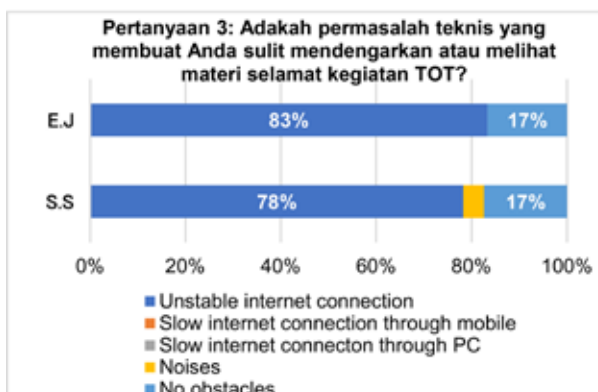 Pertanyaan 3: Adakah permasalah teknis yang
membuat Anda sulit mendengarkan atau melihat
materi selamat kegiatan TOT?
E.J
83%
17%
S.S
78%
17%
0%
20%
40%
60%
80%
100%
Unstable internet connection
Slow internet connection through mobile
Slow internet connecton through PC
Noises
No obstacles